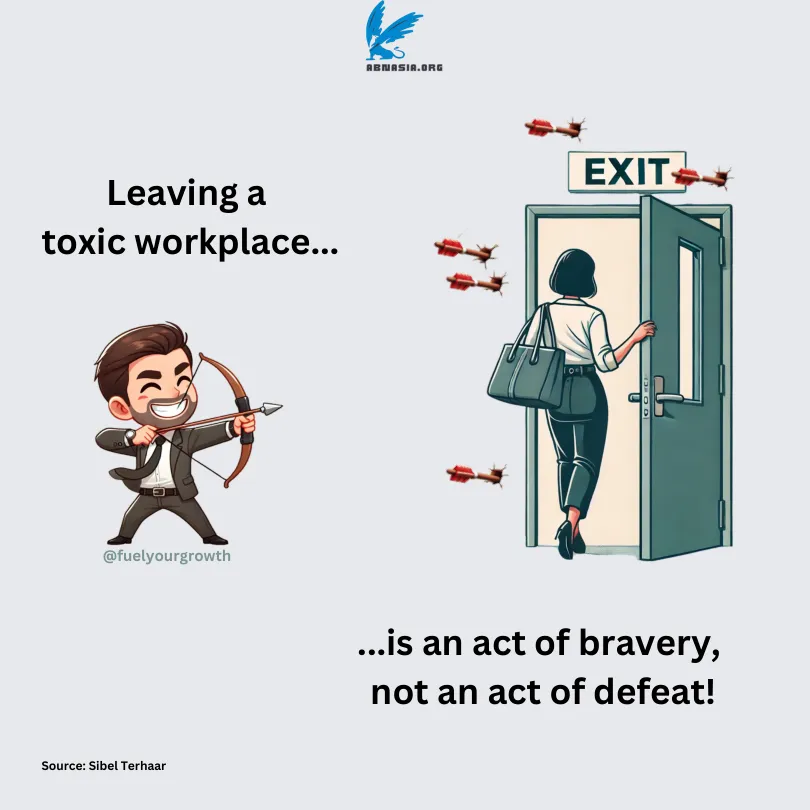 ABNASIA.ORG
Leaving a
toxic workplace...
EXIT
@fuelyourgrowth
...is an act of bravery,
not an act of defeat!
Source: Sibel Terhaar